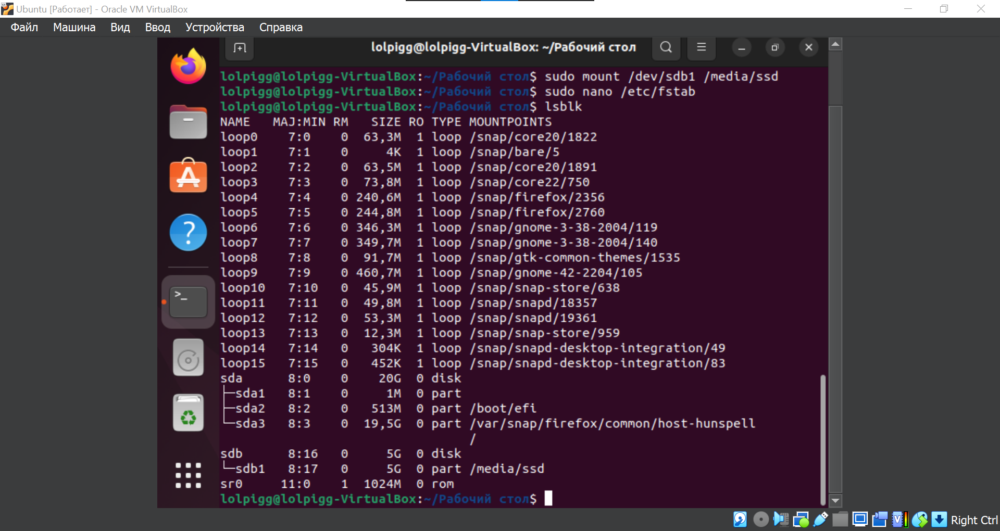 Ubuntu [Работает] - Oracle VM VirtualBox
Файл Машина Вид Ввод Устройства Справка
lolpigg@lolpigg-VirtualBox: ~/Рабочий стол
lolpigg@lolpigg-VirtualBox:~/Рабочий стол$ sudo mount /dev/sdb1 /media/ssd
lolpigg@lolpigg-VirtualBox:~/Рабочий стол$ sudo nano /etc/fstab
lolpigg@lolpigg-VirtualBox:~/Рабочий стол$ lsblk
NAME MAJ:MIN RM SIZE RO TYPE MOUNTPOINTS
loop0 7:0 0 63,3M 1 loop /snap/core20/1822
loop1 7:1 0 4K 1 loop /snap/bare/5
loop2 7:2 0 63,5M 1 loop /snap/core20/1891
loop3 7:3 0 73,8M 1 loop /snap/core22/750
loop4 7:4 0 240,6M 1 loop /snap/firefox/2356
loop5 7:5 0 244,8M 1 loop /snap/firefox/2760
loop6 7:6 0 346,3M 1 loop /snap/gnome-3-38-2004/119
loop7 7:7 0 349,7M 1 loop /snap/gnome-3-38-2004/140
loop8 7:8 0 91,7M 1 loop /snap/gtk-common-themes/1535
loop9 7:9 0 460,7M 1 loop /snap/gnome-42-2204/105
loop10 7:10 0 45,9M 1 loop /snap/snap-store/638
loop11 7:11 0 49,8M 1 loop /snap/snapd/18357
loop12 7:12 0 53,3M 1 loop /snap/snapd/19361
loop13 7:13 0 12,3M 1 loop /snap/snap-store/959
loop14 7:14 0 304K 1 loop /snap/snapd-desktop-integration/49
loop15 7:15 0 452K 1 loop /snap/snapd-desktop-integration/83
sda 8:0 0 20G 0 disk
├─sda1 8:1 0 1M 0 part
├─sda2 8:2 0 513M 0 part /boot/efi
└─sda3 8:3 0 19,5G 0 part /var/snap/firefox/common/host-hunspell
/
sdb 8:16 0 5G 0 disk
└─sdb1 8:17 0 5G 0 part /media/ssd
sr0 11:0 1 1024M 0 rom
lolpigg@lolpigg-VirtualBox:~/Рабочий стол$
Right Ctrl